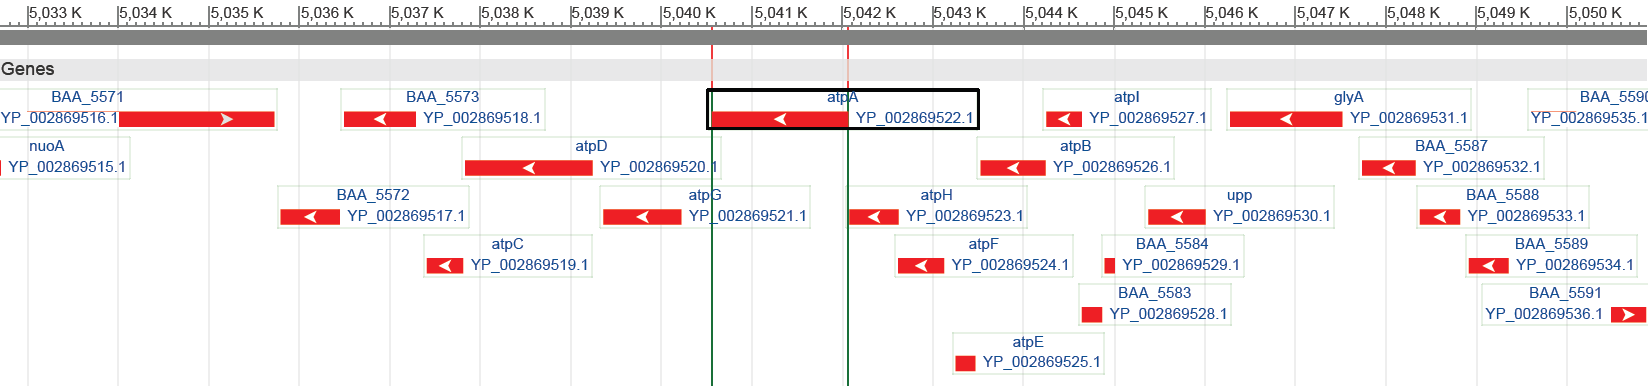 5,033 K 5,034 K 5,035 K 5,036 K 5,037 K 5,038 K 5,039 K 5,040 K 5,041 K 5,042 K 5,043 K 5,044 K 5,045 K 5,046 K 5,047 K 5,048 K 5,049 K 5,050 K
Genes
BAA_5571 BAA_5573 atpA atpI glyA BAA_5590
YP_002869516.1 YP_002869518.1 YP_002869522.1 YP_002869527.1 YP_002869531.1 YP_002869535.1
nuoA atpD atpB BAA_5587
YP_002869515.1 YP_002869520.1 YP_002869526.1 YP_002869532.1
BAA_5572 atpG atpH upp BAA_5588
YP_002869517.1 YP_002869521.1 YP_002869523.1 YP_002869530.1 YP_002869533.1
atpC atpF BAA_5584 BAA_5589
YP_002869519.1 YP_002869524.1 YP_002869529.1 YP_002869534.1
BAA_5583 BAA_5591
YP_002869528.1 YP_002869536.1
atpE
YP_002869525.1